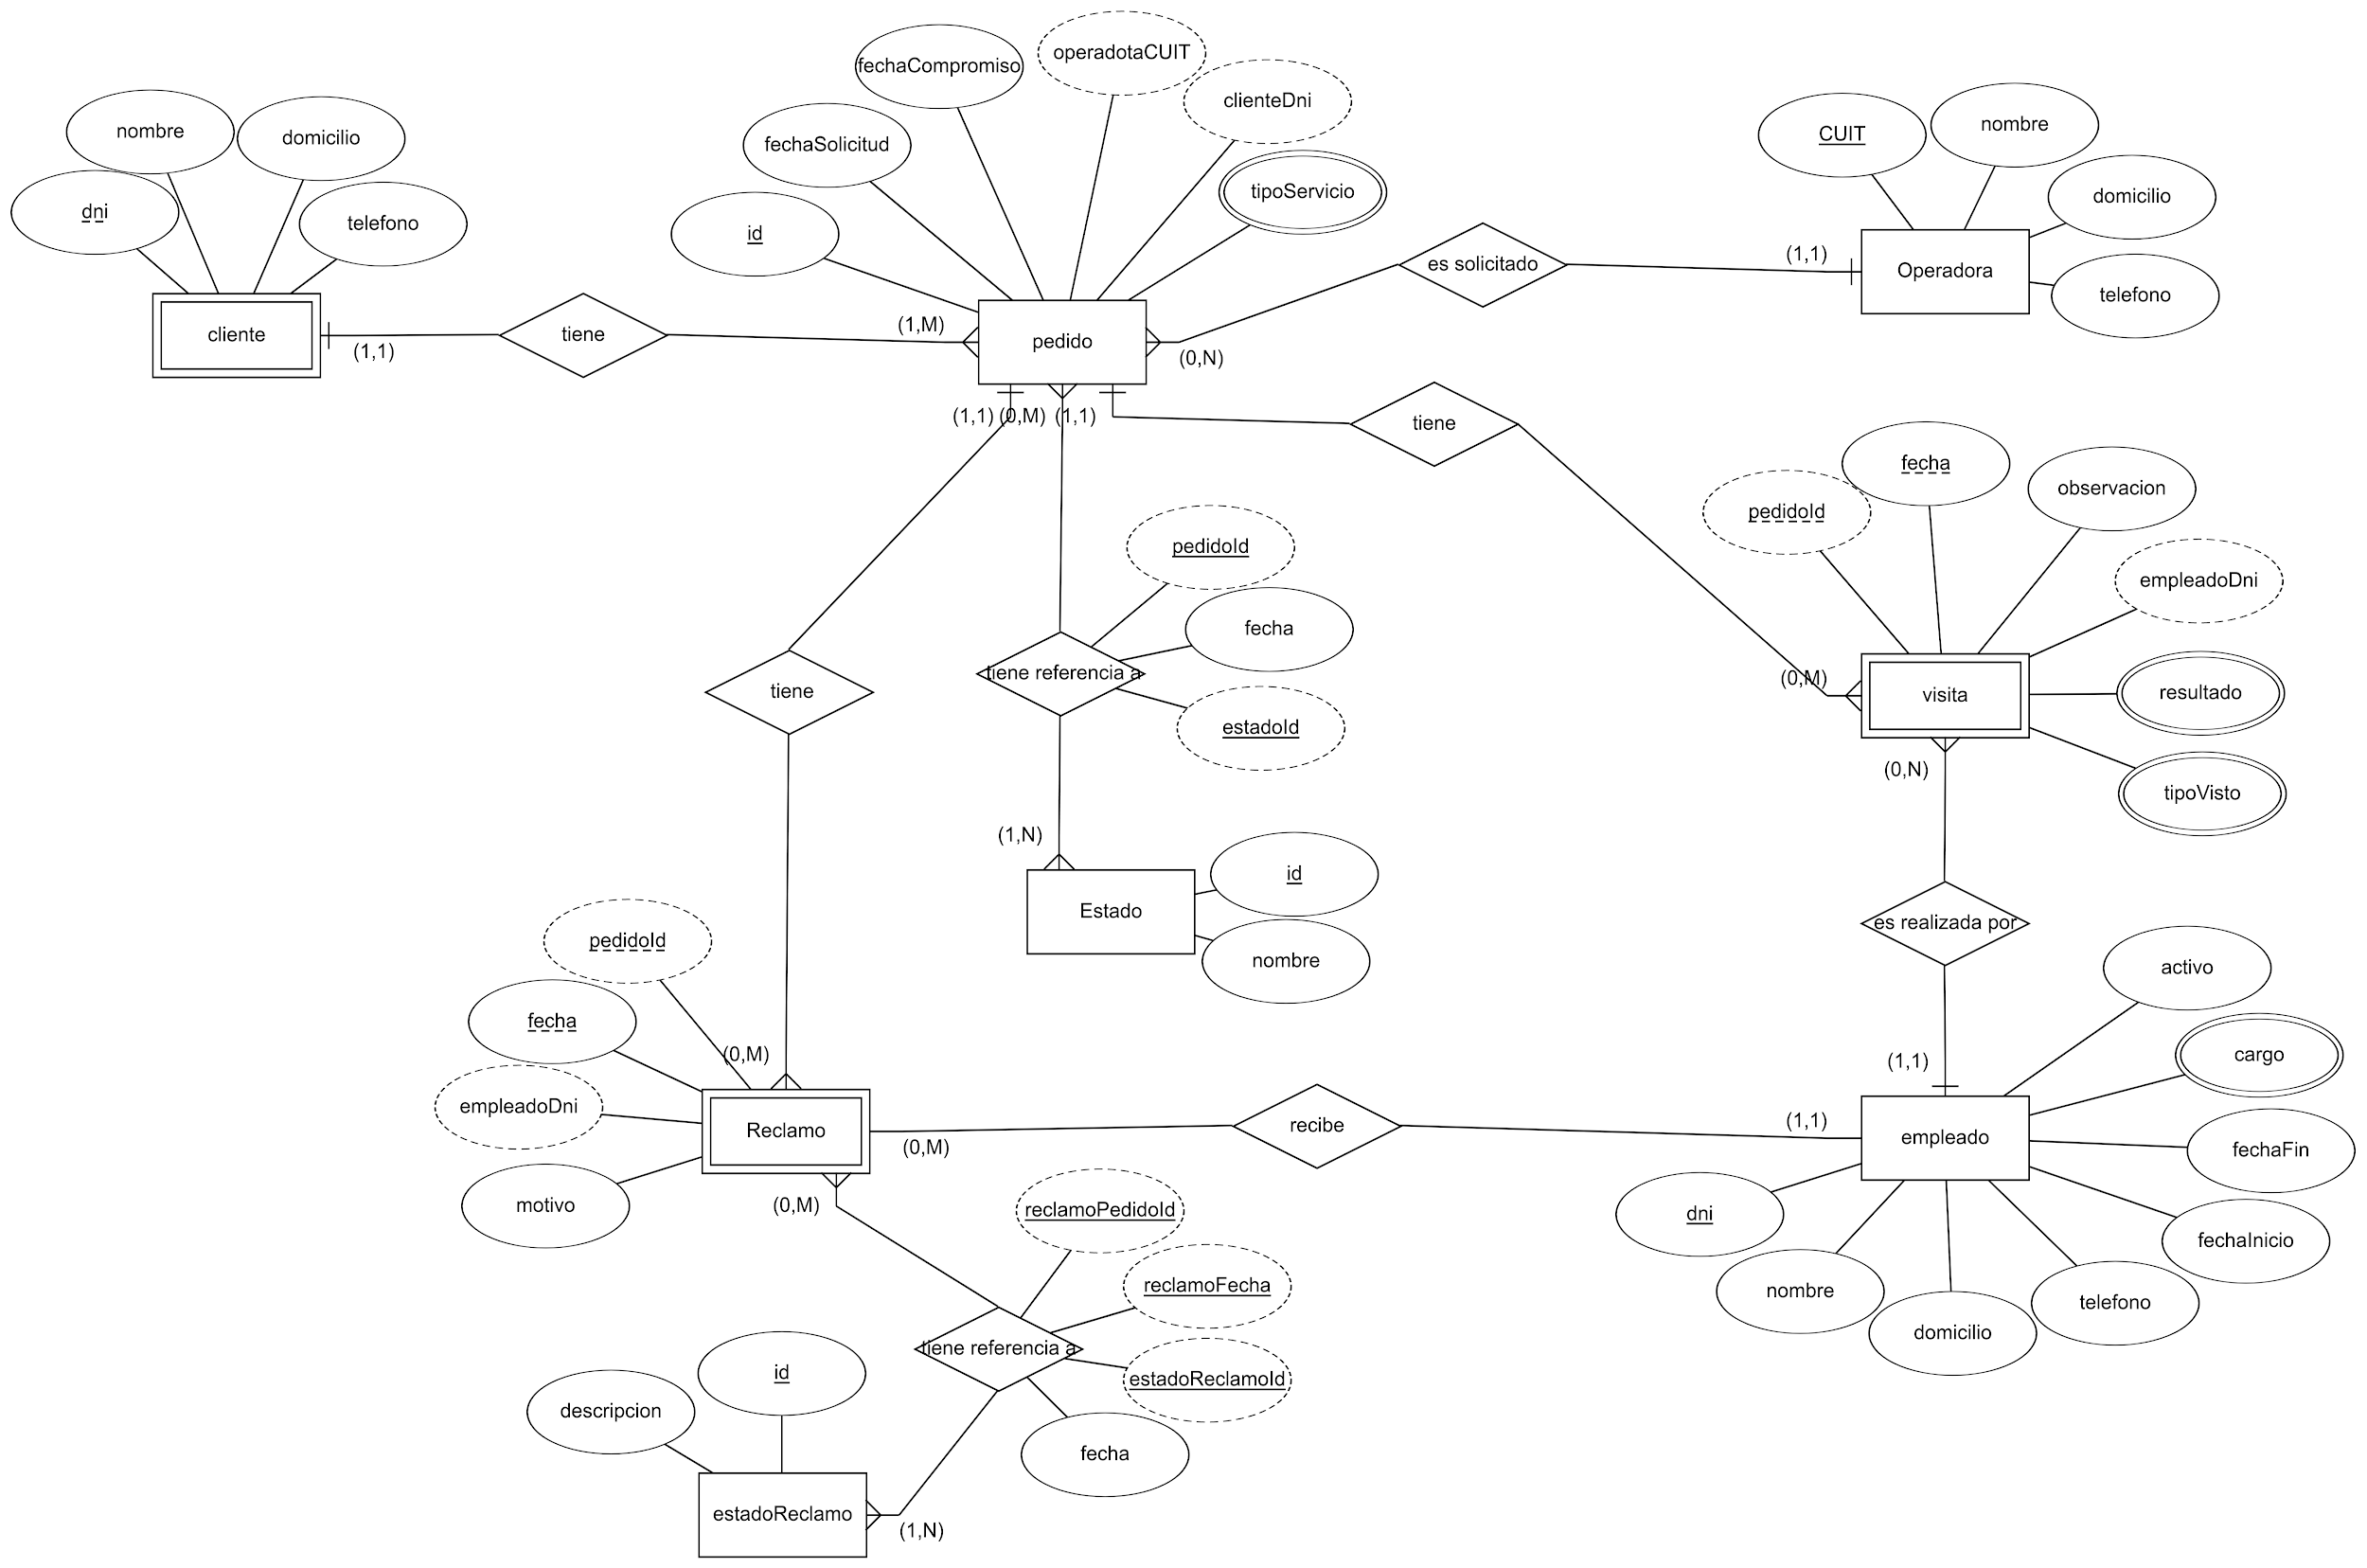 operadotaCUIT
fechaCompromiso
clienteDni
nombre
domicilio
fechaSolicitud
tipoServicio
CUIT
nombre
domicilio
dni
telefono
id
es solicitado
(1,1)
Operadora
telefono
cliente
(1,1)
tiene
(1,M)
pedido
(0,N)
(1,1)
(0,M)
(1,1)
tiene
pedidoId
fecha
observacion
empleadoDni
pedidoId
fecha
tiene referencia a
estadoId
tiene
(0,M)
visita
resultado
tipoVisto
(0,N)
(1,N)
Estado
id
nombre
es realizada por
pedidoId
fecha
(0,M)
empleadoDni
Reclamo
motivo
(0,M)
(0,M)
recibe
(1,1)
(1,1)
empleado
activo
cargo
fechaFin
fechaInicio
telefono
domicilio
nombre
dni
reclamoPedidoId
reclamoFecha
tiene referencia a
estadoReclamoId
fecha
id
descripcion
estadoReclamo
(1,N)